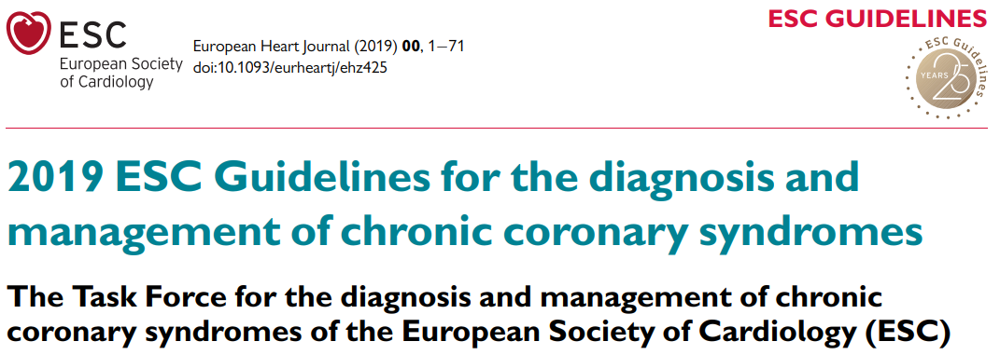 ESC
European Society
of Cardiology
European Heart Journal (2019) 00, 1–71
doi:10.1093/eurheartj/ehz425
ESC GUIDELINES
ESC Guidelines
YEARS 25
2019 ESC Guidelines for the diagnosis and
management of chronic coronary syndromes
The Task Force for the diagnosis and management of chronic
coronary syndromes of the European Society of Cardiology (ESC)